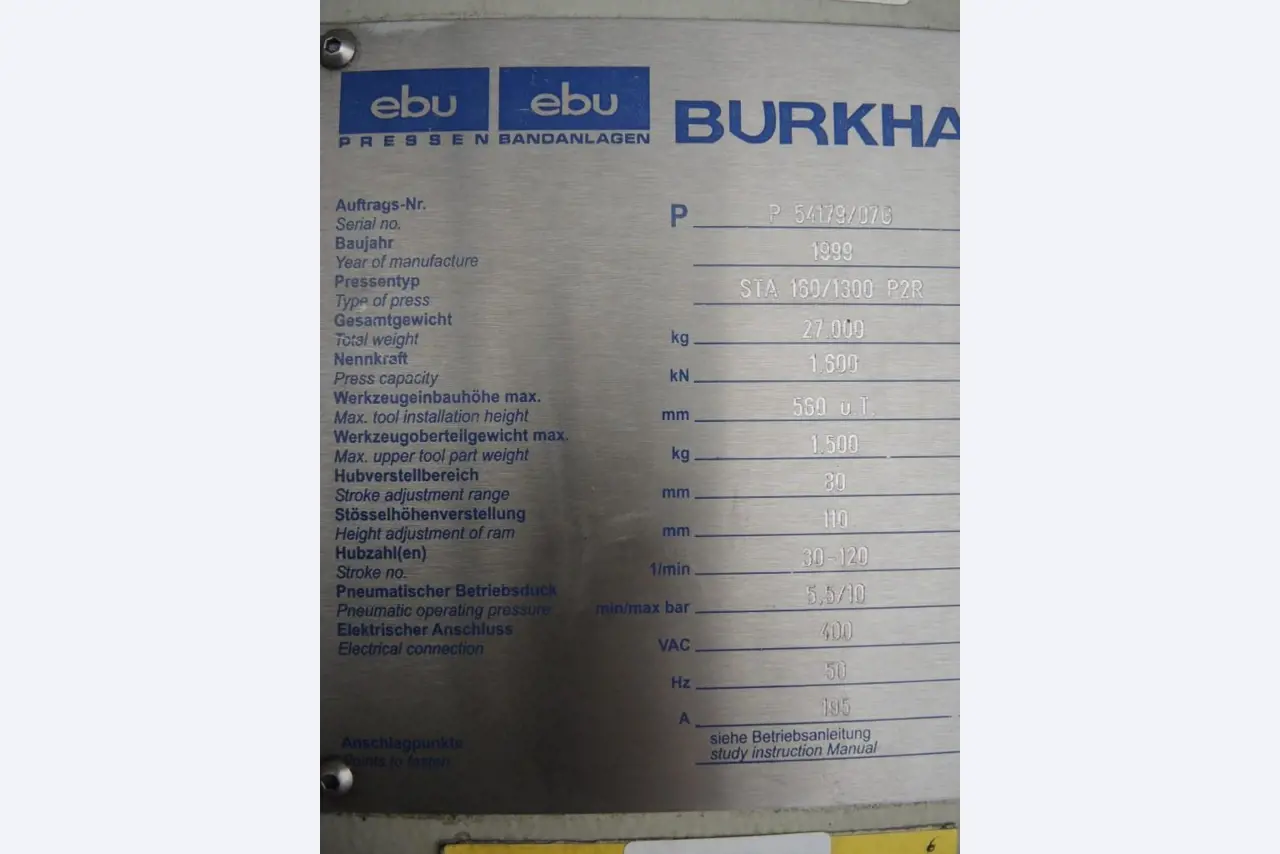 ebu ebu BURKHA
PRESSEN BANDANLAGEN
Auftrags-Nr. P P 54179/076
Serial no.
Baujahr 1999
Year of manufacture
Pressentyp STA 160/1300 P2R
Type of press
Gesamtgewicht
Total weight kg 27.000
Nennkraft
Press capacity kN 1.600
Werkzeugeinbauhöhe max.
Max. tool installation height mm 560 u.T.
Werkzeugoberteilgewicht max.
Max. upper tool part weight kg 1.500
Hubverstellbereich
Stroke adjustment range mm 80
Stösselhöhenverstellung
Height adjustment of ram mm 110
Hubzahl(en)
Stroke no. 1/min 30-120
Pneumatischer Betriebsduck
Pneumatic operating pressure min/max bar 5,5/10
Elektrischer Anschluss
Electrical connection VAC 400
Hz 50
A 195
siehe Betriebsanleitung
Anschlagpunkte study instruction Manual
Points to fasten
6